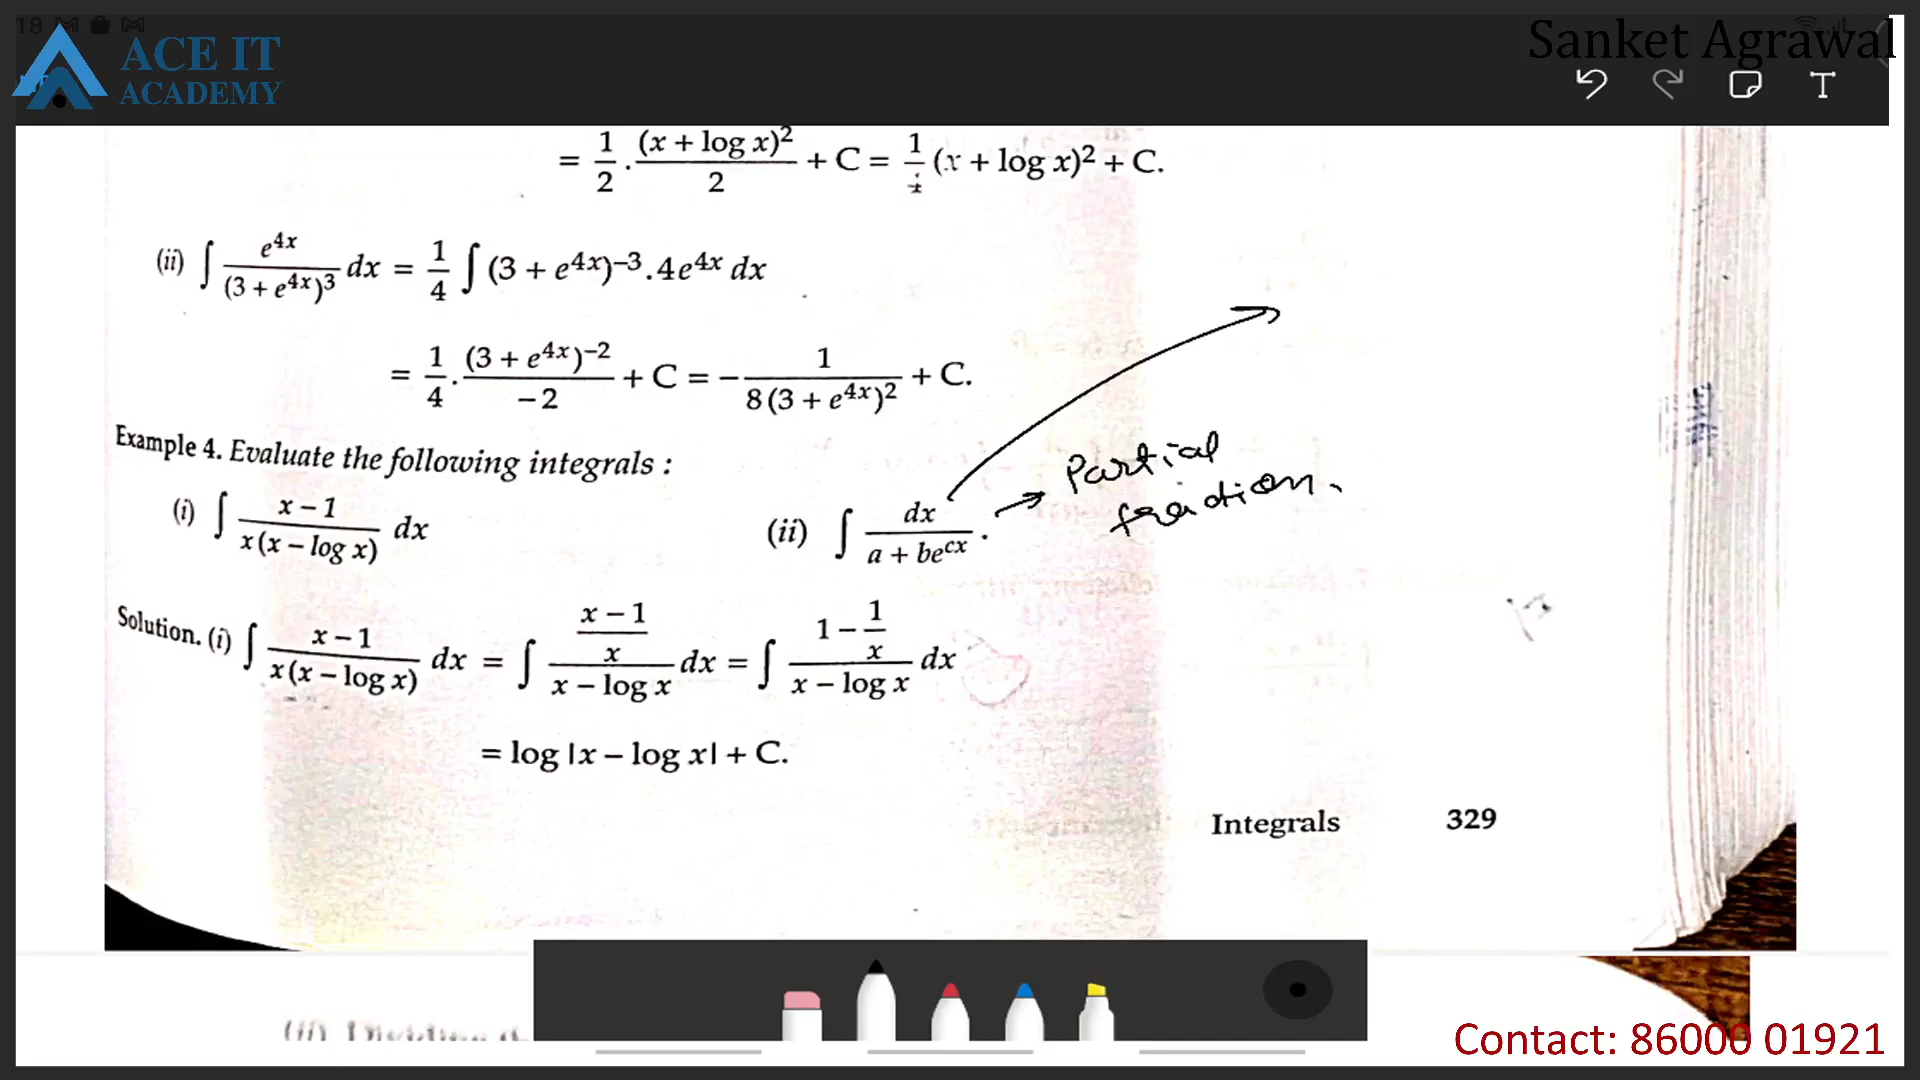 18
Sanket Agrawal
ACE IT
ACADEMY
T
= 1/2 . (x + log x)²/2 + C = 1/4 (x + log x)² + C.
(ii) ∫ e^{4x}/(3 + e^{4x})³ dx = 1/4 ∫ (3 + e^{4x})^{–3} . 4e^{4x} dx
= 1/4 . (3 + e^{4x})^{–2}/–2 + C = – 1/8(3 + e^{4x})² + C.
Example 4. Evaluate the following integrals :
Partial
fraction.
(i) ∫ x – 1/x(x – log x) dx (ii) ∫ dx/a + be^{cx} .
Solution. (i) ∫ x – 1/x(x – log x) dx = ∫ (x – 1/x)/x – log x dx = ∫ (1 – 1/x)/x – log x dx
= log |x – log x| + C.
Integrals 329
Contact: 86000 01921